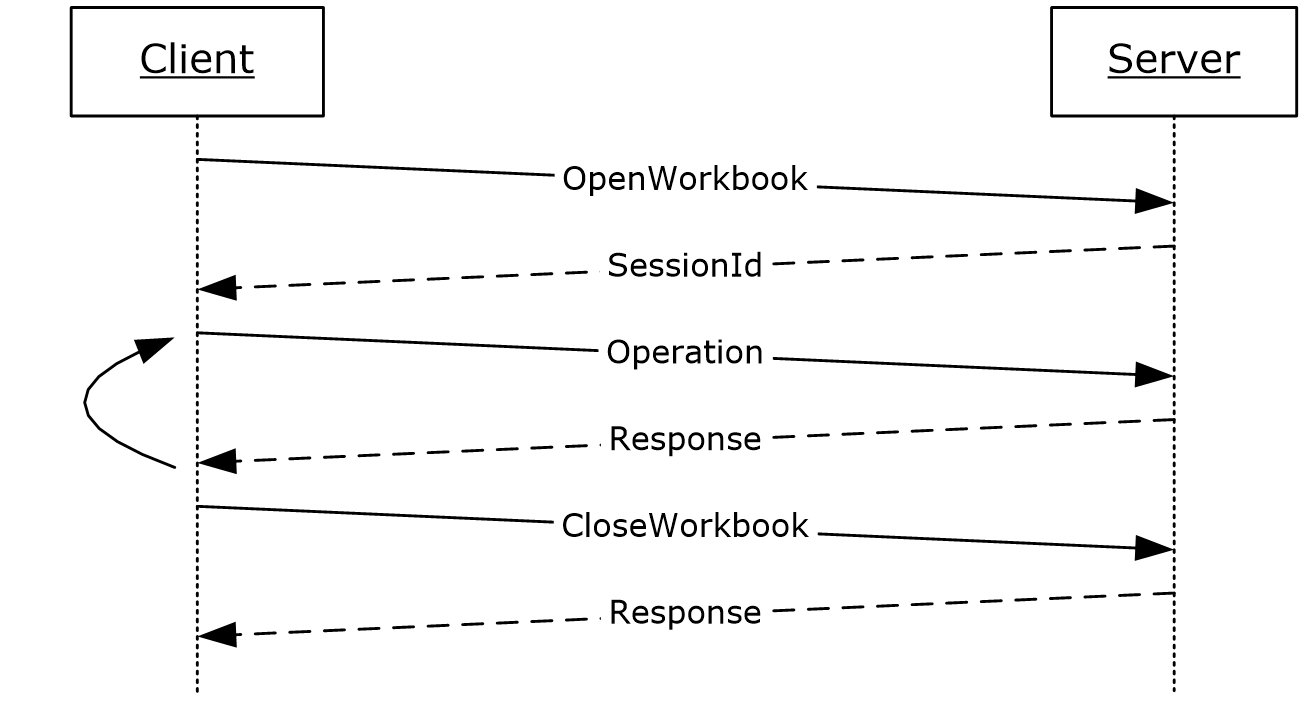 Client
Server
OpenWorkbook
SessionId
Operation
Response
CloseWorkbook
Response